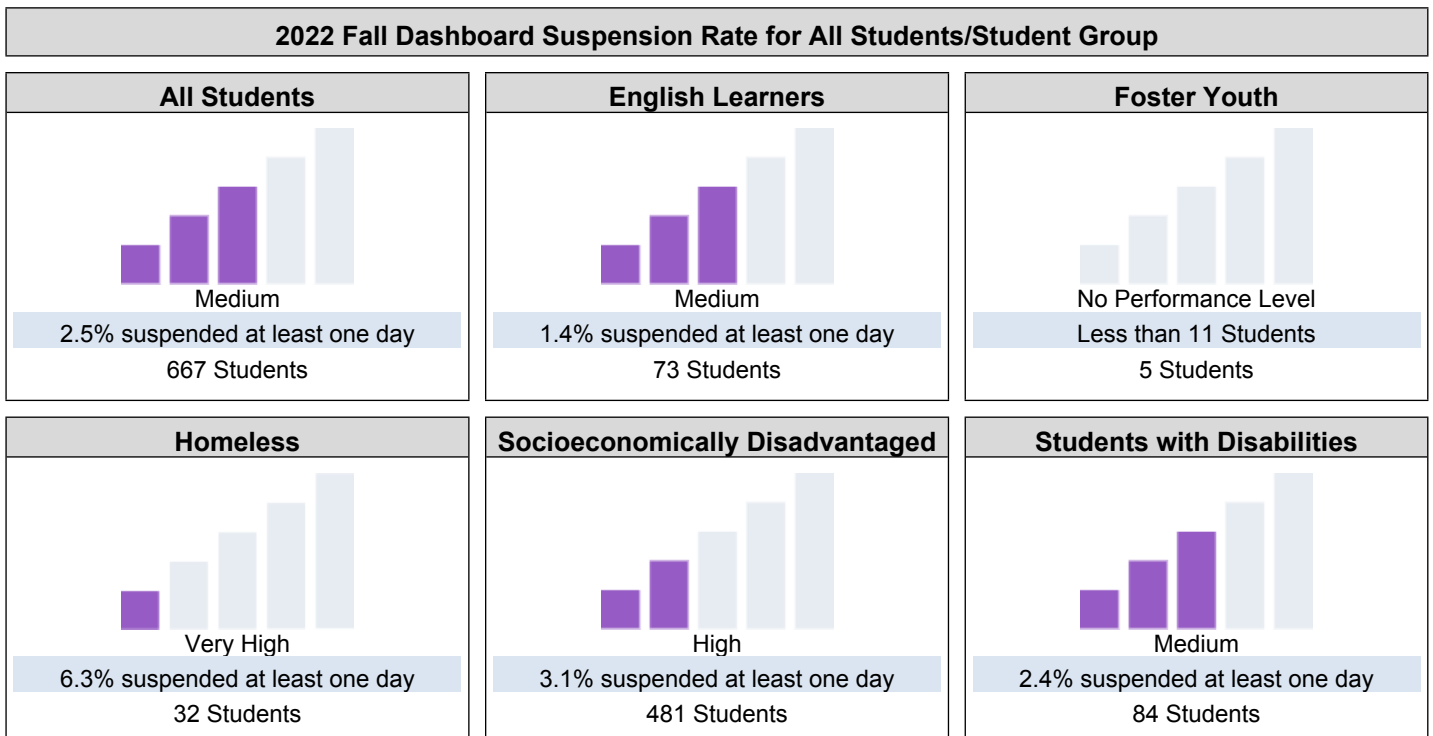 2022 Fall Dashboard Suspension Rate for All Students/Student Group
All Students
Medium
2.5% suspended at least one day
667 Students
English Learners
Medium
1.4% suspended at least one day
73 Students
Foster Youth
No Performance Level
Less than 11 Students
5 Students
Homeless
Very High
6.3% suspended at least one day
32 Students
Socioeconomically Disadvantaged
High
3.1% suspended at least one day
481 Students
Students with Disabilities
Medium
2.4% suspended at least one day
84 Students